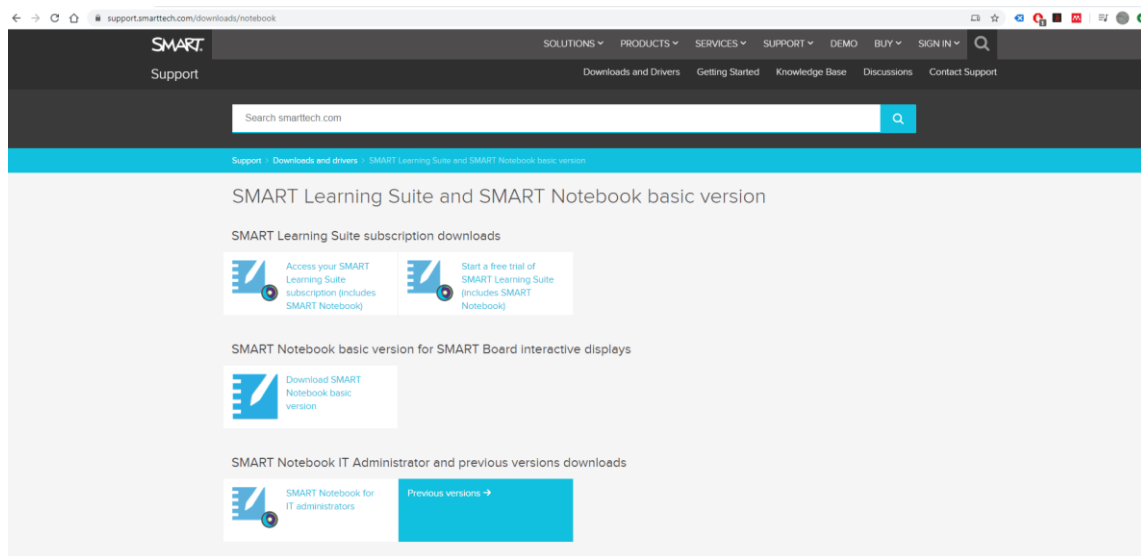 support.smarttech.com/downloads/notebook
SMART.
SOLUTIONS PRODUCTS SERVICES SUPPORT DEMO BUY SIGN IN
Support
Downloads and Drivers Getting Started Knowledge Base Discussions Contact Support
Search smarttech.com
Support > Downloads and drivers > SMART Learning Suite and SMART Notebook basic version
SMART Learning Suite and SMART Notebook basic version
SMART Learning Suite subscription downloads
Access your SMART
Learning Suite
subscription (includes
SMART Notebook)
Start a free trial of
SMART Learning Suite
(includes SMART
Notebook)
SMART Notebook basic version for SMART Board interactive displays
Download SMART
Notebook basic
version
SMART Notebook IT Administrator and previous versions downloads
SMART Notebook for
IT administrators
Previous versions →